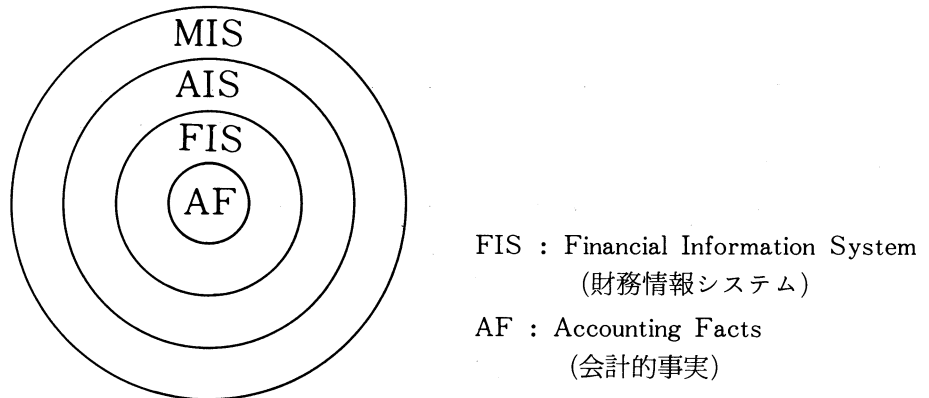 MIS
AIS
FIS
AF
FIS : Financial Information System
(財務情報システム)
AF : Accounting Facts
(会計的事実)